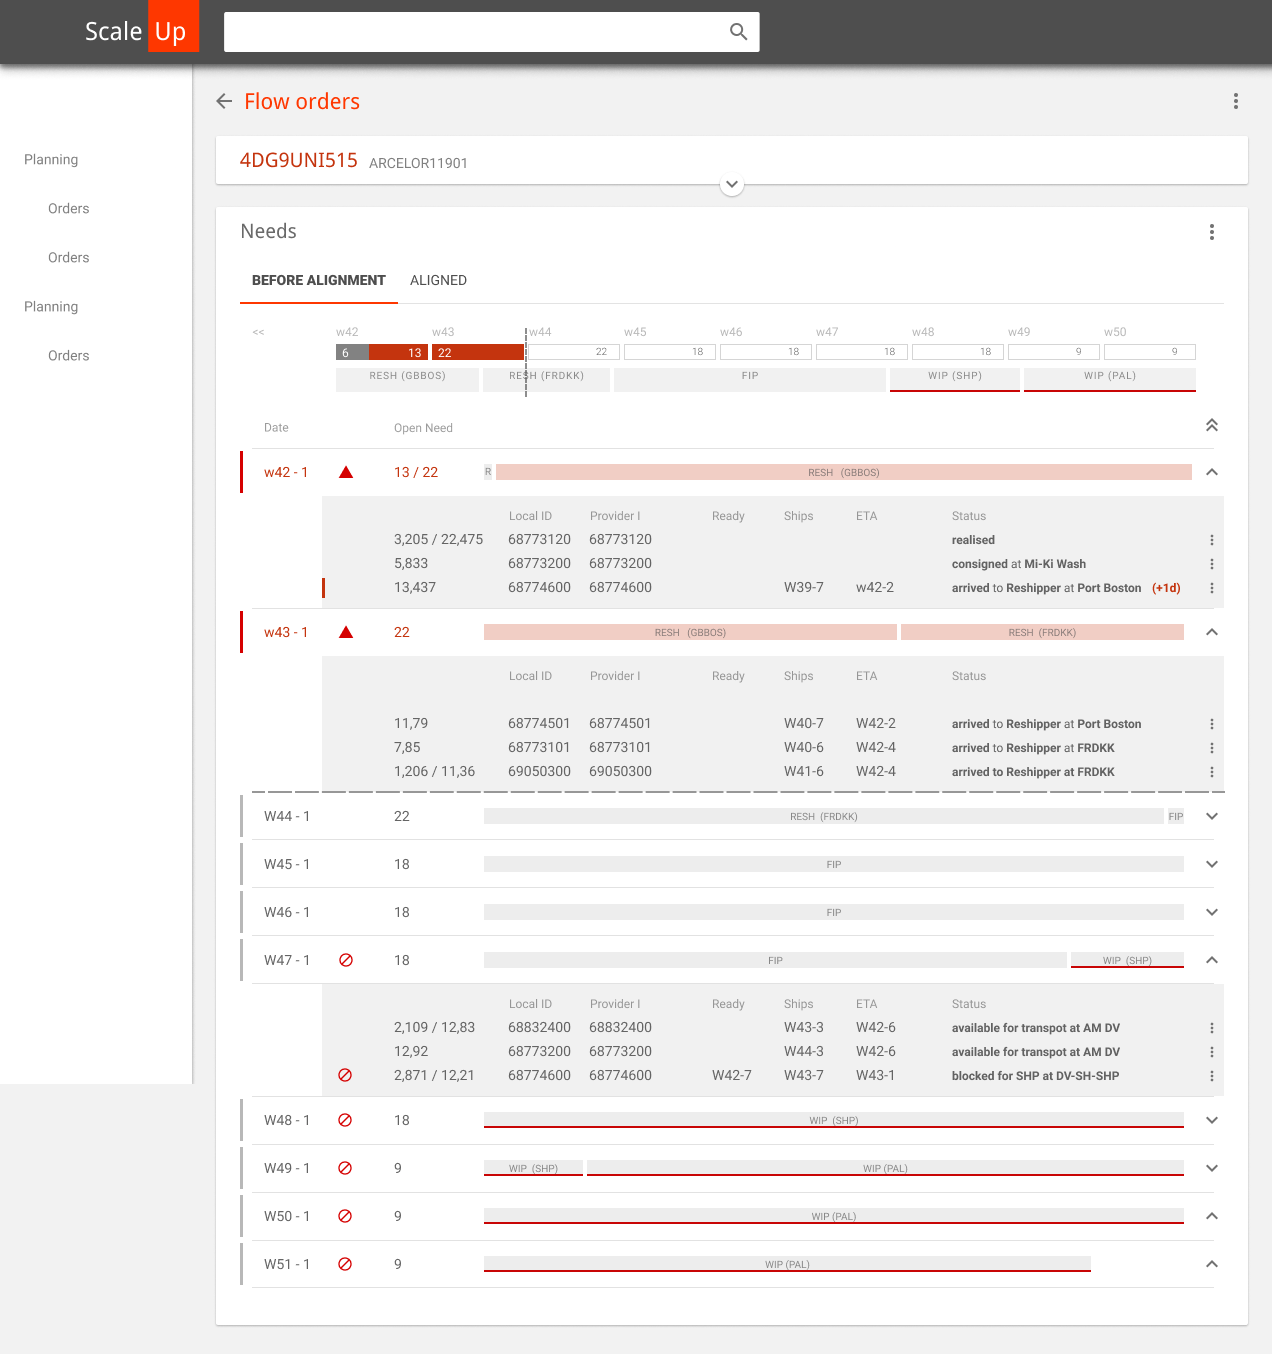 Scale Up
Flow orders
Planning
Orders
Orders
Planning
Orders
4DG9UNI515 ARCELOR11901
Needs
BEFORE ALIGNMENT ALIGNED
<< w42 w43 w44 w45 w46 w47 w48 w49 w50
6 13 22 22 18 18 18 18 9 9
RESH (GBBOS) RESH (FRDKK) FIP WIP (SHP) WIP (PAL)
Date Open Need
w42 - 1 13 / 22 R RESH (GBBOS)
Local ID Provider I Ready Ships ETA Status
3,205 / 22,475 68773120 68773120 realised
5,833 68773200 68773200 consigned at Mi-Ki Wash
13,437 68774600 68774600 W39-7 w42-2 arrived to Reshipper at Port Boston (+1d)
w43 - 1 22 RESH (GBBOS) RESH (FRDKK)
Local ID Provider I Ready Ships ETA Status
11,79 68774501 68774501 W40-7 W42-2 arrived to Reshipper at Port Boston
7,85 68773101 68773101 W40-6 W42-4 arrived to Reshipper at FRDKK
1,206 / 11,36 69050300 69050300 W41-6 W42-4 arrived to Reshipper at FRDKK
W44 - 1 22 RESH (FRDKK) FIP
W45 - 1 18 FIP
W46 - 1 18 FIP
W47 - 1 18 FIP WIP (SHP)
Local ID Provider I Ready Ships ETA Status
2,109 / 12,83 68832400 68832400 W43-3 W42-6 available for transpot at AM DV
12,92 68773200 68773200 W44-3 W42-6 available for transpot at AM DV
2,871 / 12,21 68774600 68774600 W42-7 W43-7 W43-1 blocked for SHP at DV-SH-SHP
W48 - 1 18 WIP (SHP)
W49 - 1 9 WIP (SHP) WIP (PAL)
W50 - 1 9 WIP (PAL)
W51 - 1 9 WIP (PAL)